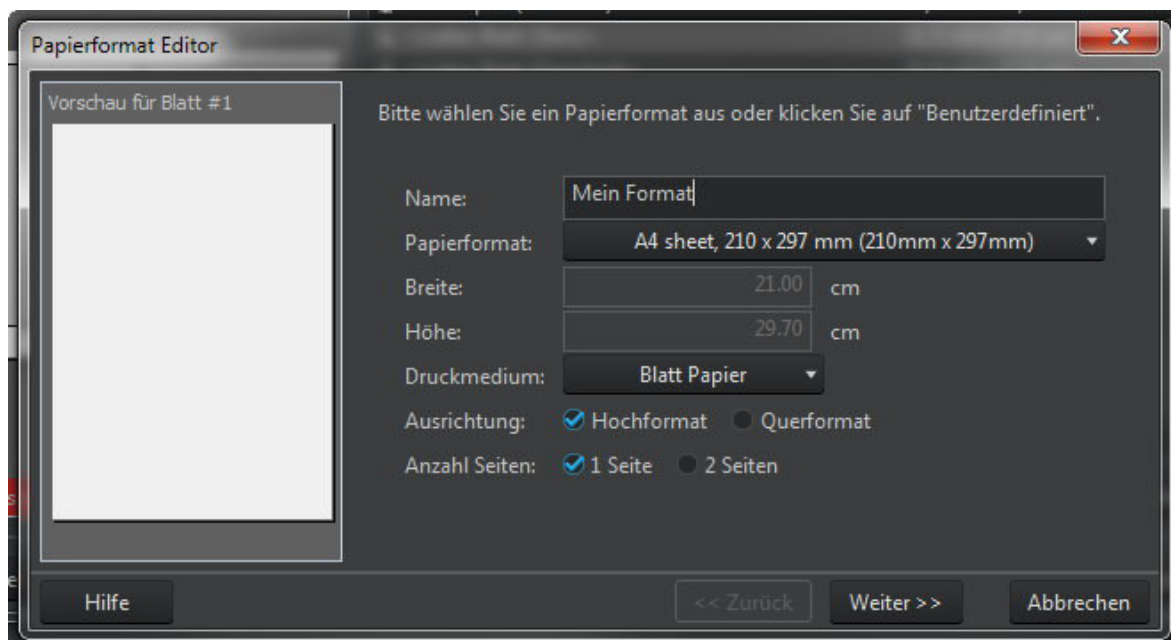 Papierformat Editor
Vorschau für Blatt #1
Bitte wählen Sie ein Papierformat aus oder klicken Sie auf "Benutzerdefiniert".
Name: Mein Format
Papierformat: A4 sheet, 210 x 297 mm (210mm x 297mm)
Breite: 21.00 cm
Höhe: 29.70 cm
Druckmedium: Blatt Papier
Ausrichtung: Hochformat Querformat
Anzahl Seiten: 1 Seite 2 Seiten
Hilfe << Zurück Weiter >> Abbrechen